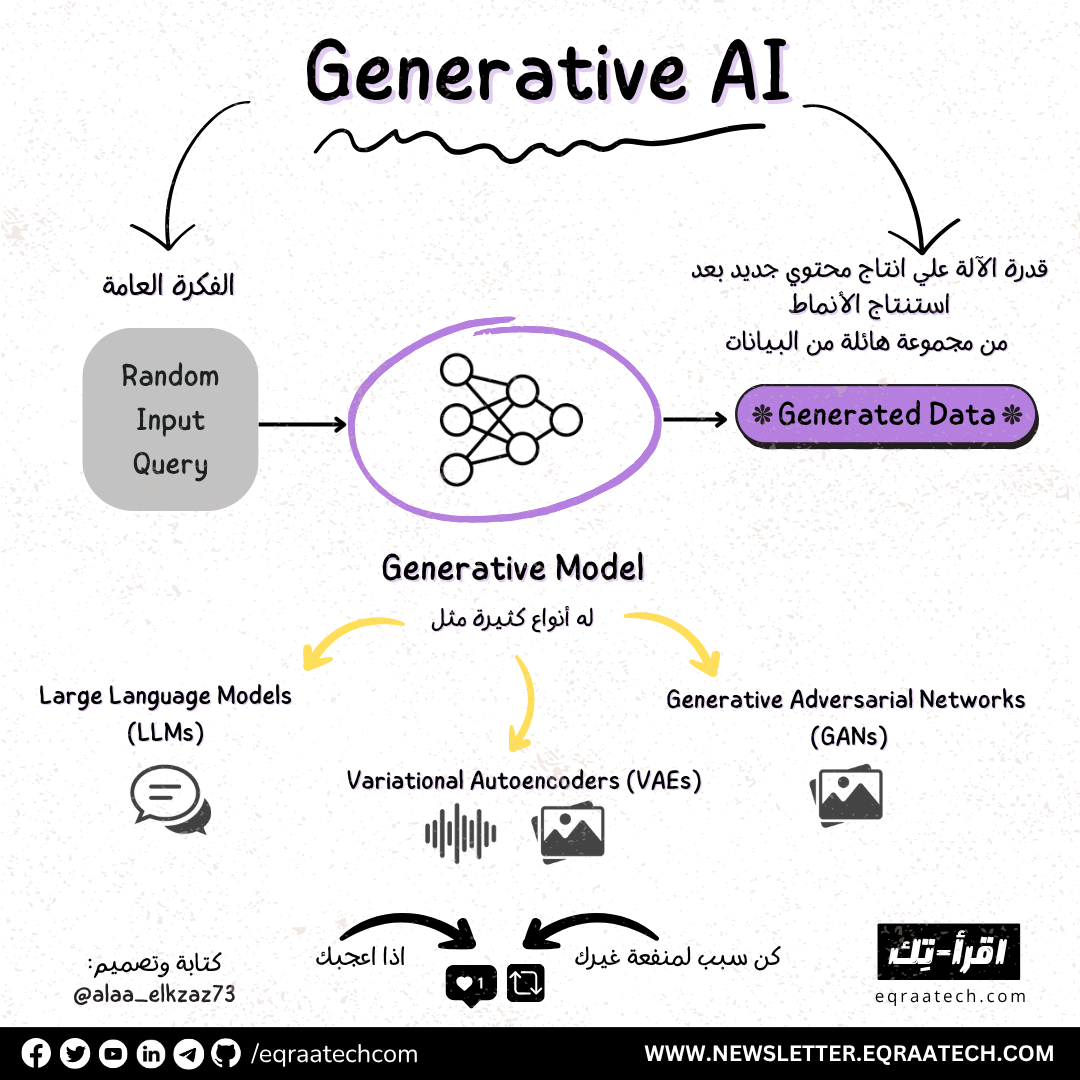 Generative AI
الفكرة العامة
قدرة الآلة علي انتاج محتوي جديد بعد
استنتاج الأنماط
من مجموعة هائلة من البيانات
Random
Input
Query
Generated Data
Generative Model
له أنواع كثيرة مثل
Large Language Models
(LLMs)
Generative Adversarial Networks
(GANs)
Variational Autoencoders (VAEs)
كتابة وتصميم:
@alaa_elkzaz73
اذا اعجبك
1
كن سبب لمنفعة غيرك
اقرأ-تِك
eqraatech.com
/eqraatechcom
WWW.NEWSLETTER.EQRAATECH.COM